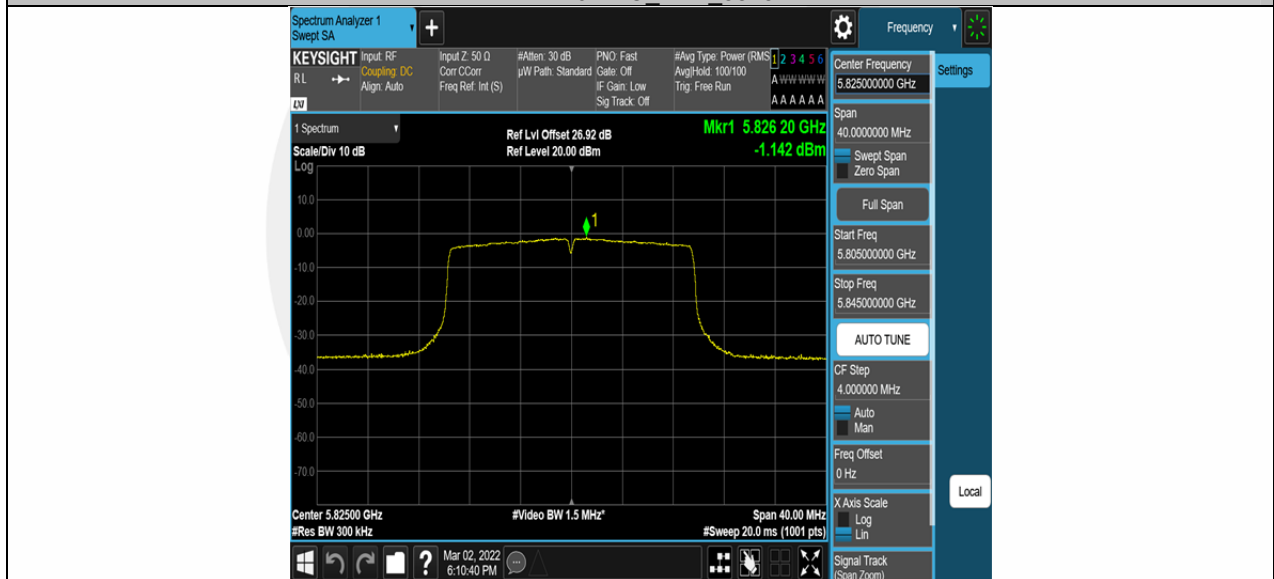 Spectrum Analyzer 1
Swept SA
+
Frequency
KEYSIGHT
RL
LXI
Input: RF
Coupling: DC
Align: Auto
Input Z: 50 Ω
Corr CCorr
Freq Ref: Int (S)
#Atten: 30 dB
µW Path: Standard
PNO: Fast
Gate: Off
IF Gain: Low
Sig Track: Off
#Avg Type: Power (RMS
Avg|Hold: 100/100
Trig: Free Run
1 2 3 4 5 6
A W W W W W
A A A A A A
1 Spectrum
Scale/Div 10 dB
Log
Ref Lvl Offset 26.92 dB
Ref Level 20.00 dBm
Mkr1 5.826 20 GHz
-1.142 dBm
10.0
0.00
-10.0
-20.0
-30.0
-40.0
-50.0
-60.0
-70.0
1
Center 5.82500 GHz
#Res BW 300 kHz
#Video BW 1.5 MHz*
Span 40.00 MHz
#Sweep 20.0 ms (1001 pts)
Center Frequency
5.825000000 GHz
Settings
Span
40.0000000 MHz
Swept Span
Zero Span
Full Span
Start Freq
5.805000000 GHz
Stop Freq
5.845000000 GHz
AUTO TUNE
CF Step
4.000000 MHz
Auto
Man
Freq Offset
0 Hz
Local
X Axis Scale
Log
Lin
Signal Track
(Span Zoom)
?
Mar 02, 2022
6:10:40 PM